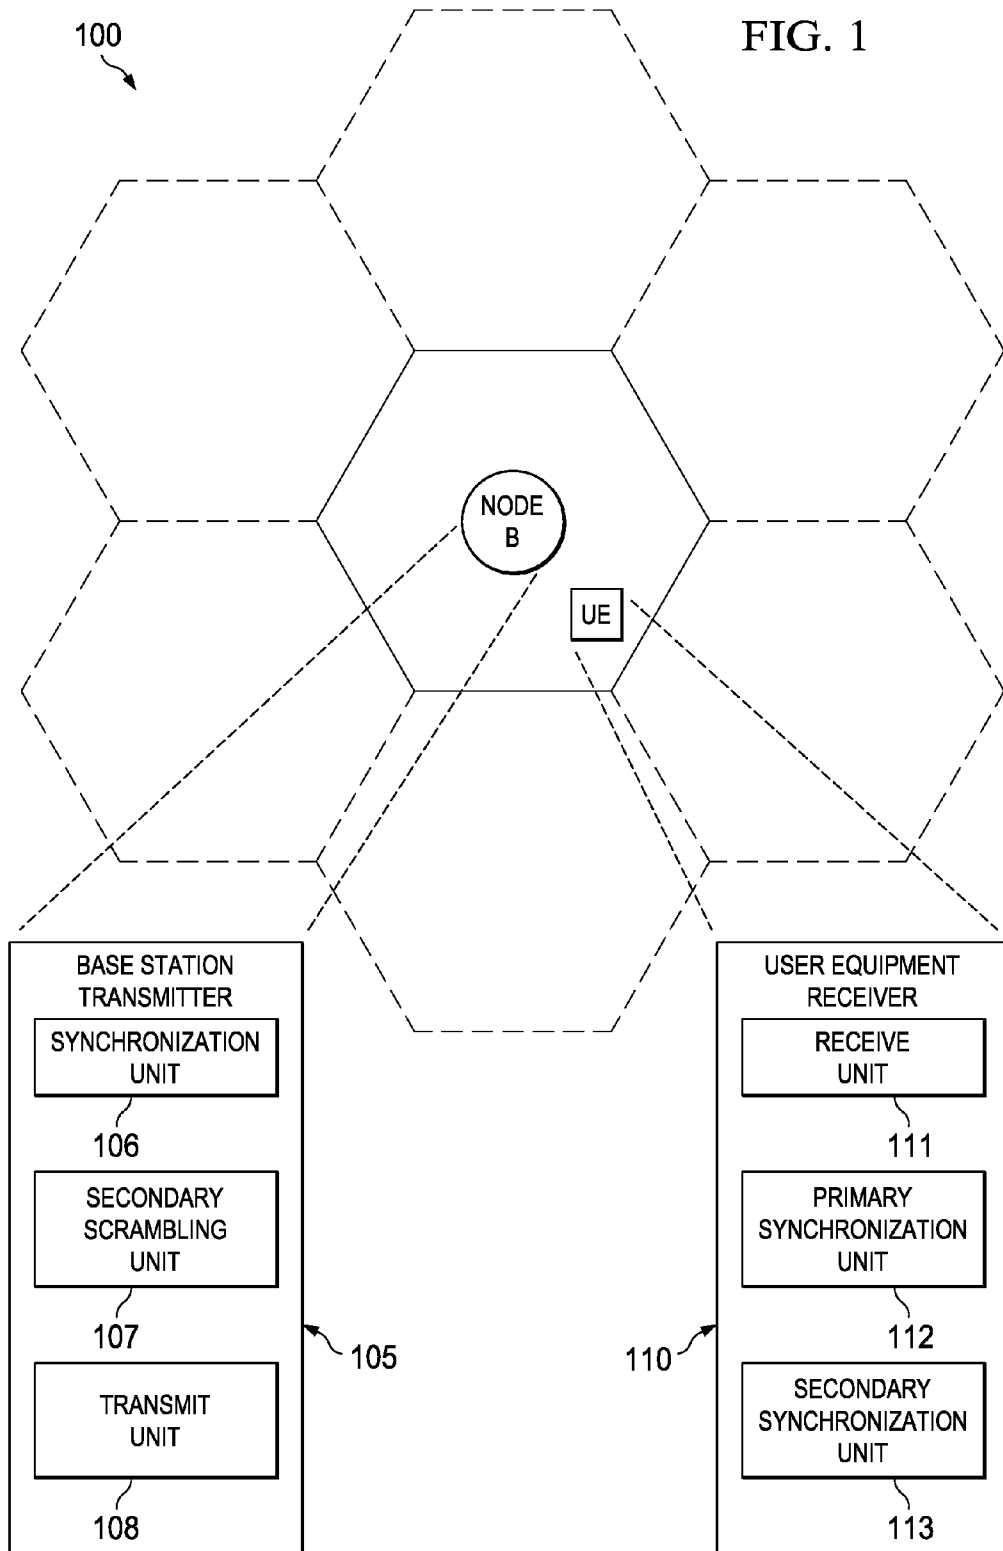 100
FIG. 1
NODE
B
UE
BASE STATION
TRANSMITTER
SYNCHRONIZATION
UNIT
106
SECONDARY
SCRAMBLING
UNIT
107
105
TRANSMIT
UNIT
108
USER EQUIPMENT
RECEIVER
RECEIVE
UNIT
111
PRIMARY
SYNCHRONIZATION
UNIT
112
110
SECONDARY
SYNCHRONIZATION
UNIT
113